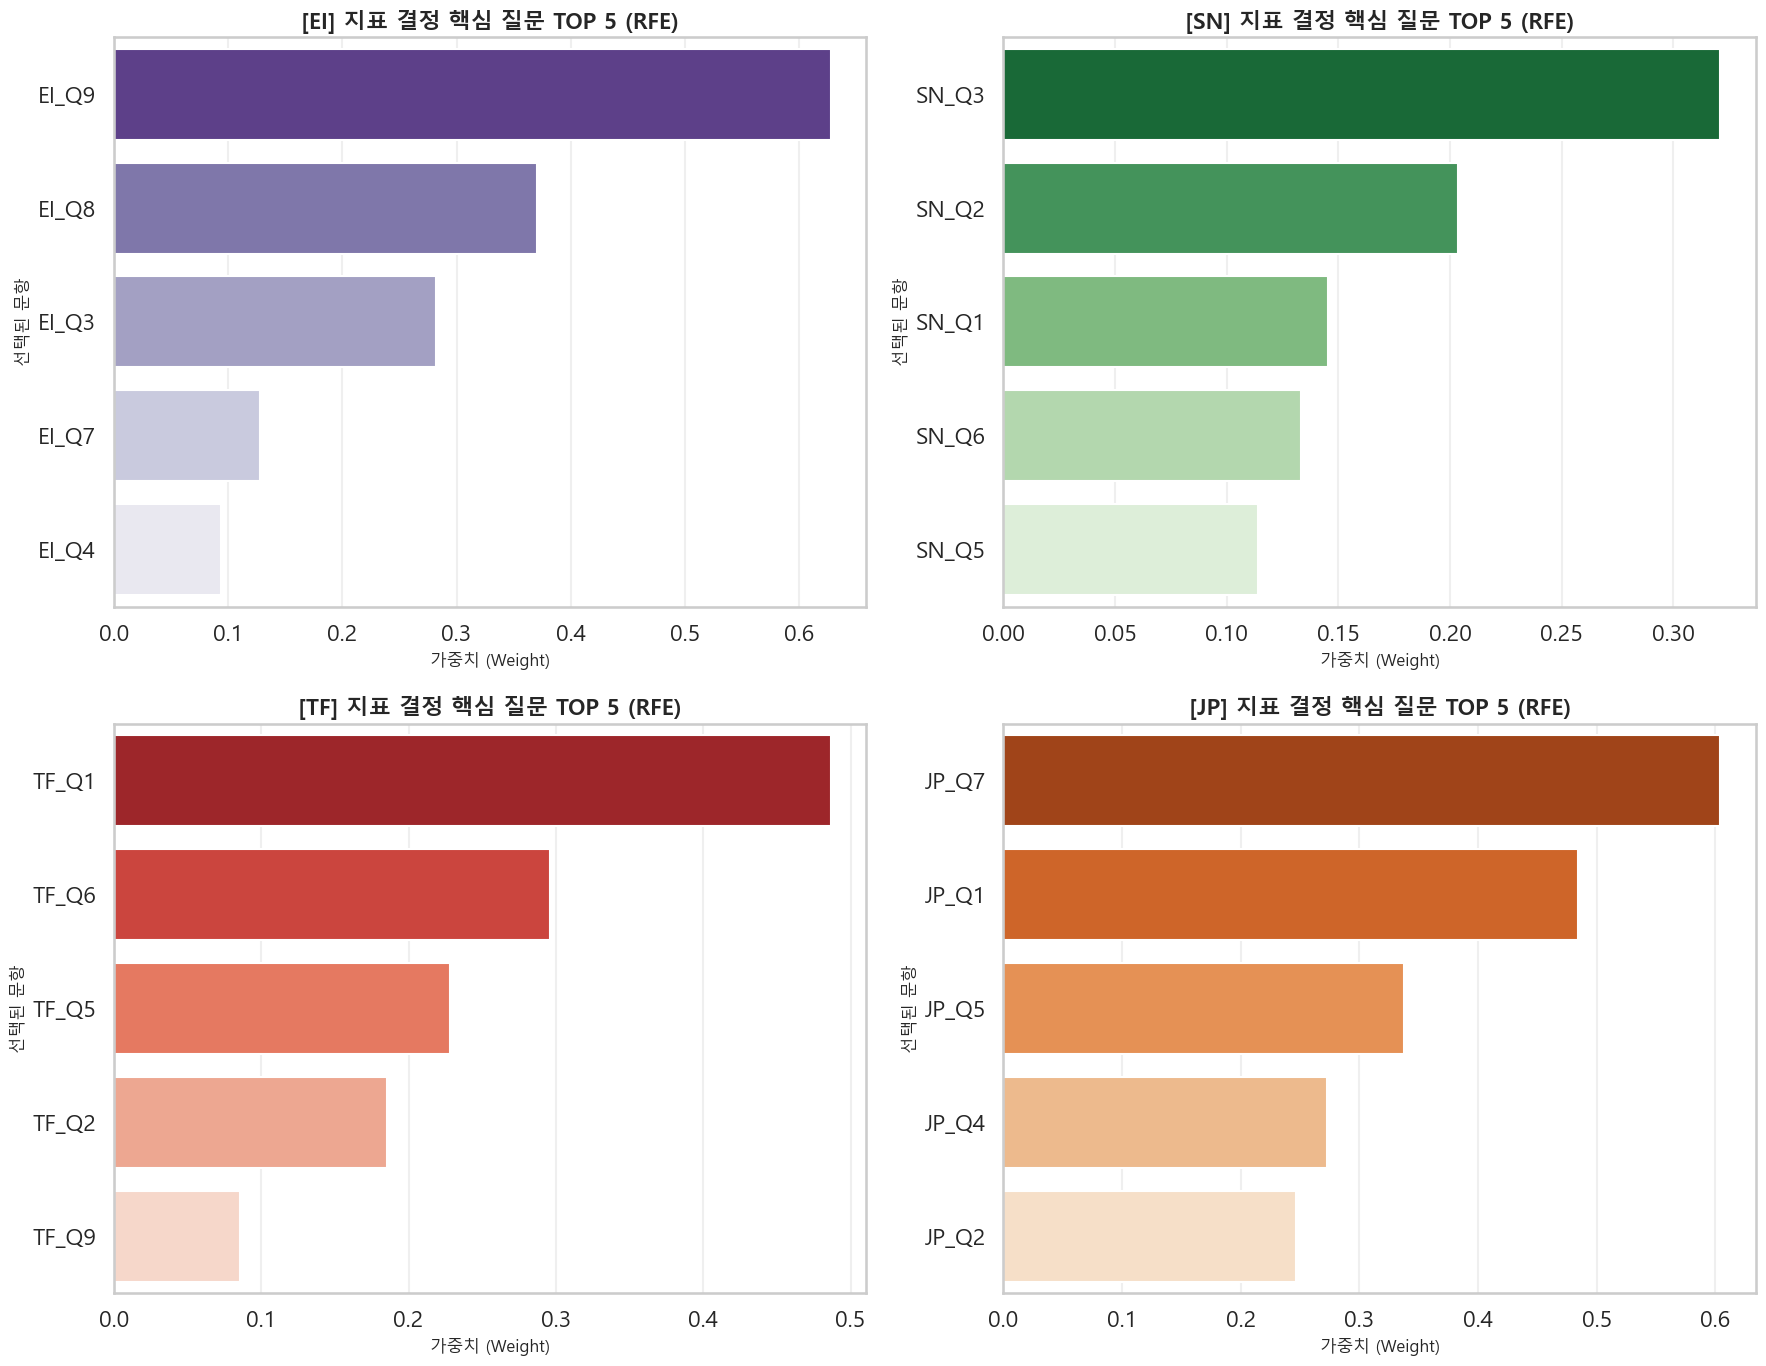 [EI] 지표 결정 핵심 질문 TOP 5 (RFE)
선택된 문항
EI_Q9
EI_Q8
EI_Q3
EI_Q7
EI_Q4
0.0 0.1 0.2 0.3 0.4 0.5 0.6
가중치 (Weight)
[SN] 지표 결정 핵심 질문 TOP 5 (RFE)
선택된 문항
SN_Q3
SN_Q2
SN_Q1
SN_Q6
SN_Q5
0.00 0.05 0.10 0.15 0.20 0.25 0.30
가중치 (Weight)
[TF] 지표 결정 핵심 질문 TOP 5 (RFE)
선택된 문항
TF_Q1
TF_Q6
TF_Q5
TF_Q2
TF_Q9
0.0 0.1 0.2 0.3 0.4 0.5
가중치 (Weight)
[JP] 지표 결정 핵심 질문 TOP 5 (RFE)
선택된 문항
JP_Q7
JP_Q1
JP_Q5
JP_Q4
JP_Q2
0.0 0.1 0.2 0.3 0.4 0.5 0.6
가중치 (Weight)